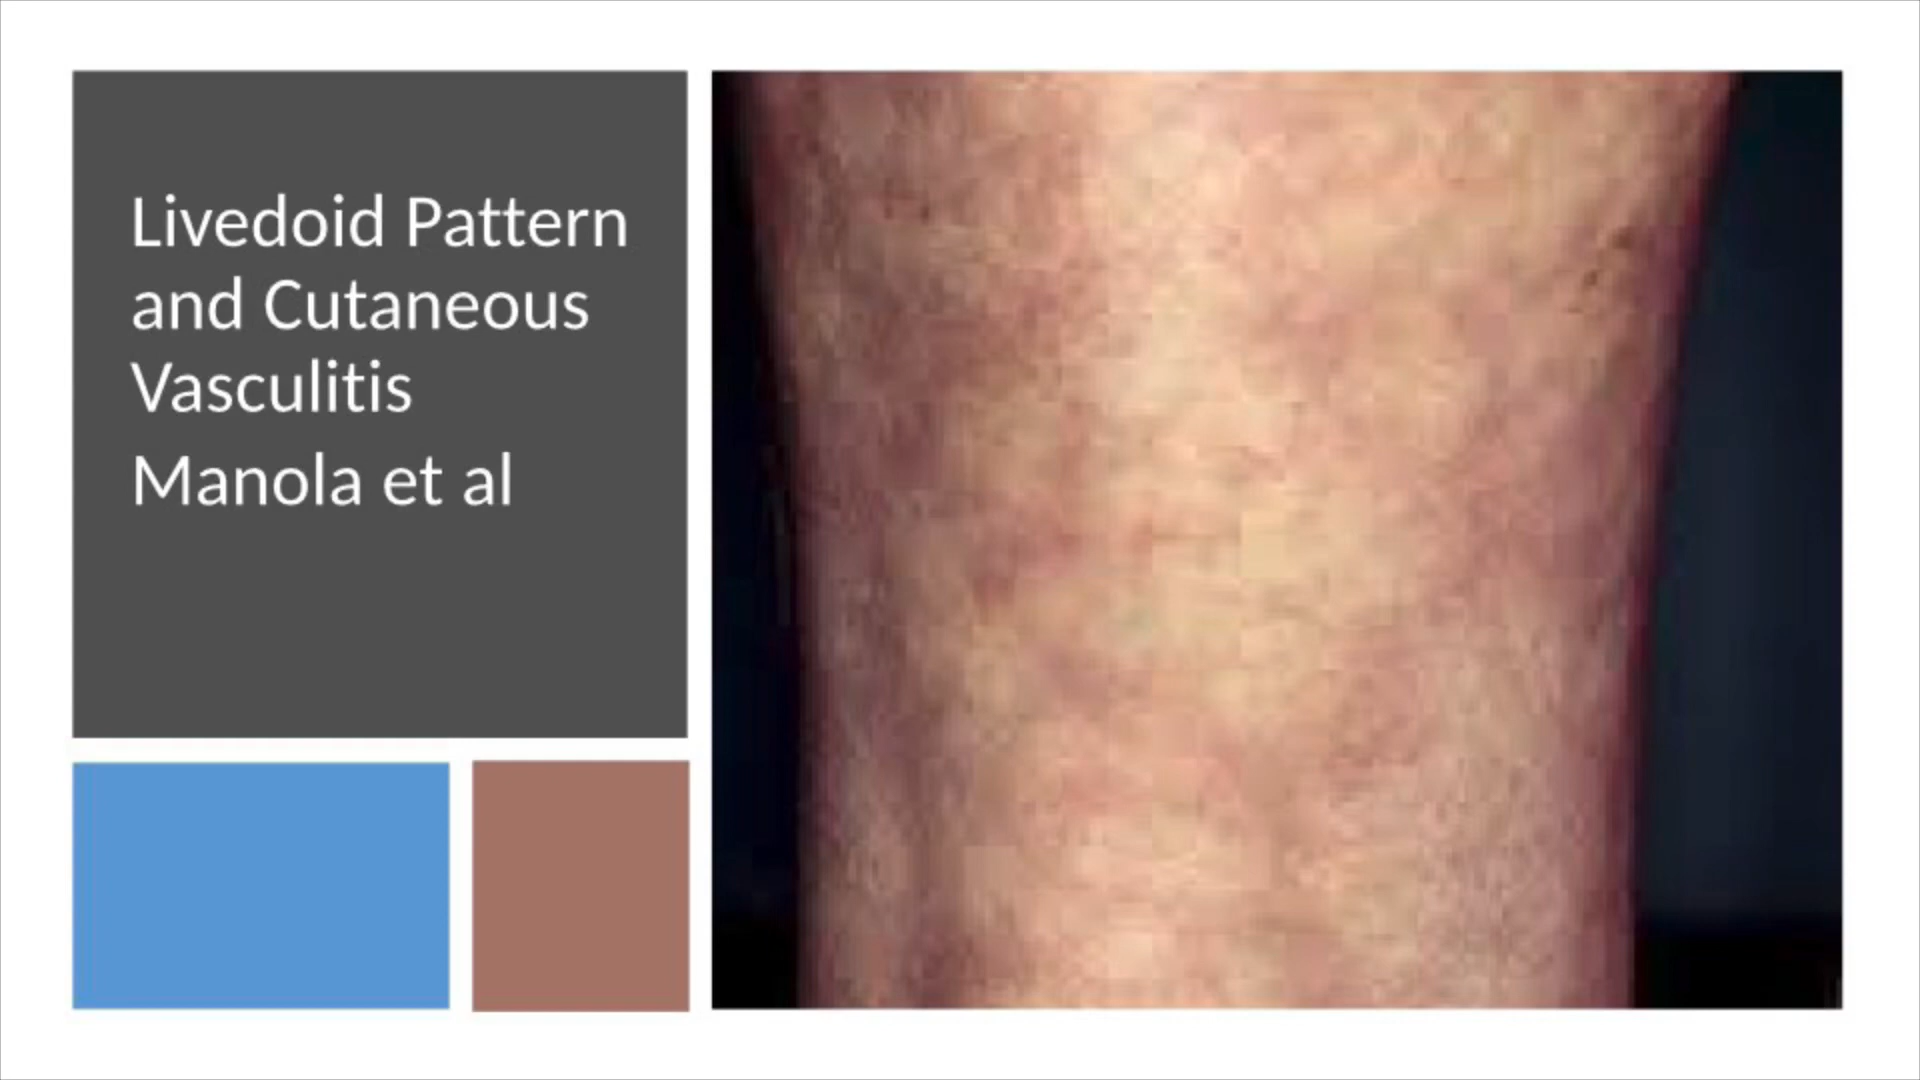 Livedoid Pattern
and Cutaneous
Vasculitis
Manola et al